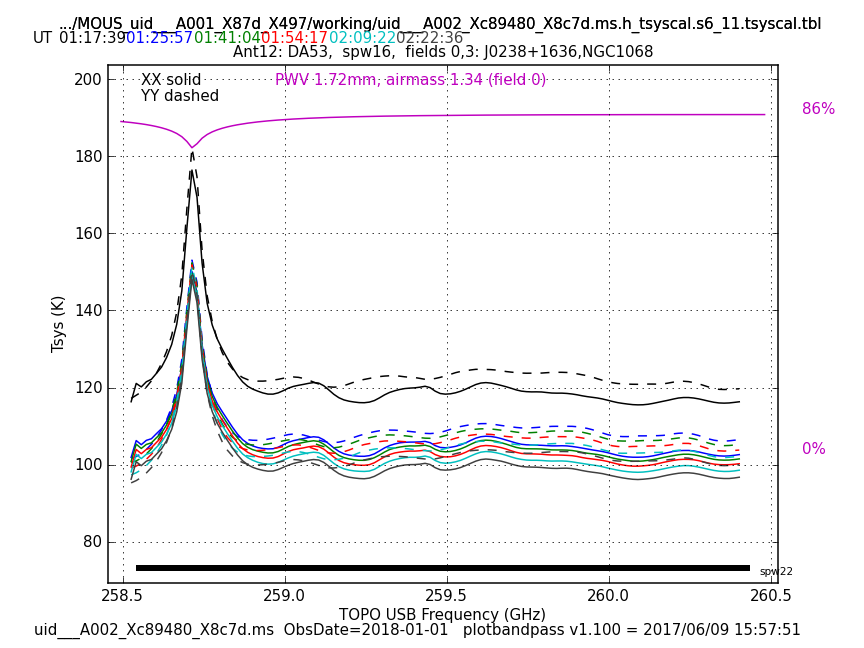 .../MOUS_uid___A001_X87d_X497/working/uid___A002_Xc89480_X8c7d.ms.h_tsyscal.s6_11.tsyscal.tbl
UT 01:17:39 01:25:57 01:41:04 01:54:17 02:09:22 02:22:36
Ant12: DA53,  spw16,  fields 0,3: J0238+1636,NGC1068
XX solid
YY dashed
PWV 1.72mm, airmass 1.34 (field 0)
86%
0%
200
180
160
140
120
100
80
Tsys (K)
spw22
258.5 259.0 259.5 260.0 260.5
TOPO USB Frequency (GHz)
uid___A002_Xc89480_X8c7d.ms  ObsDate=2018-01-01   plotbandpass v1.100 = 2017/06/09 15:57:51